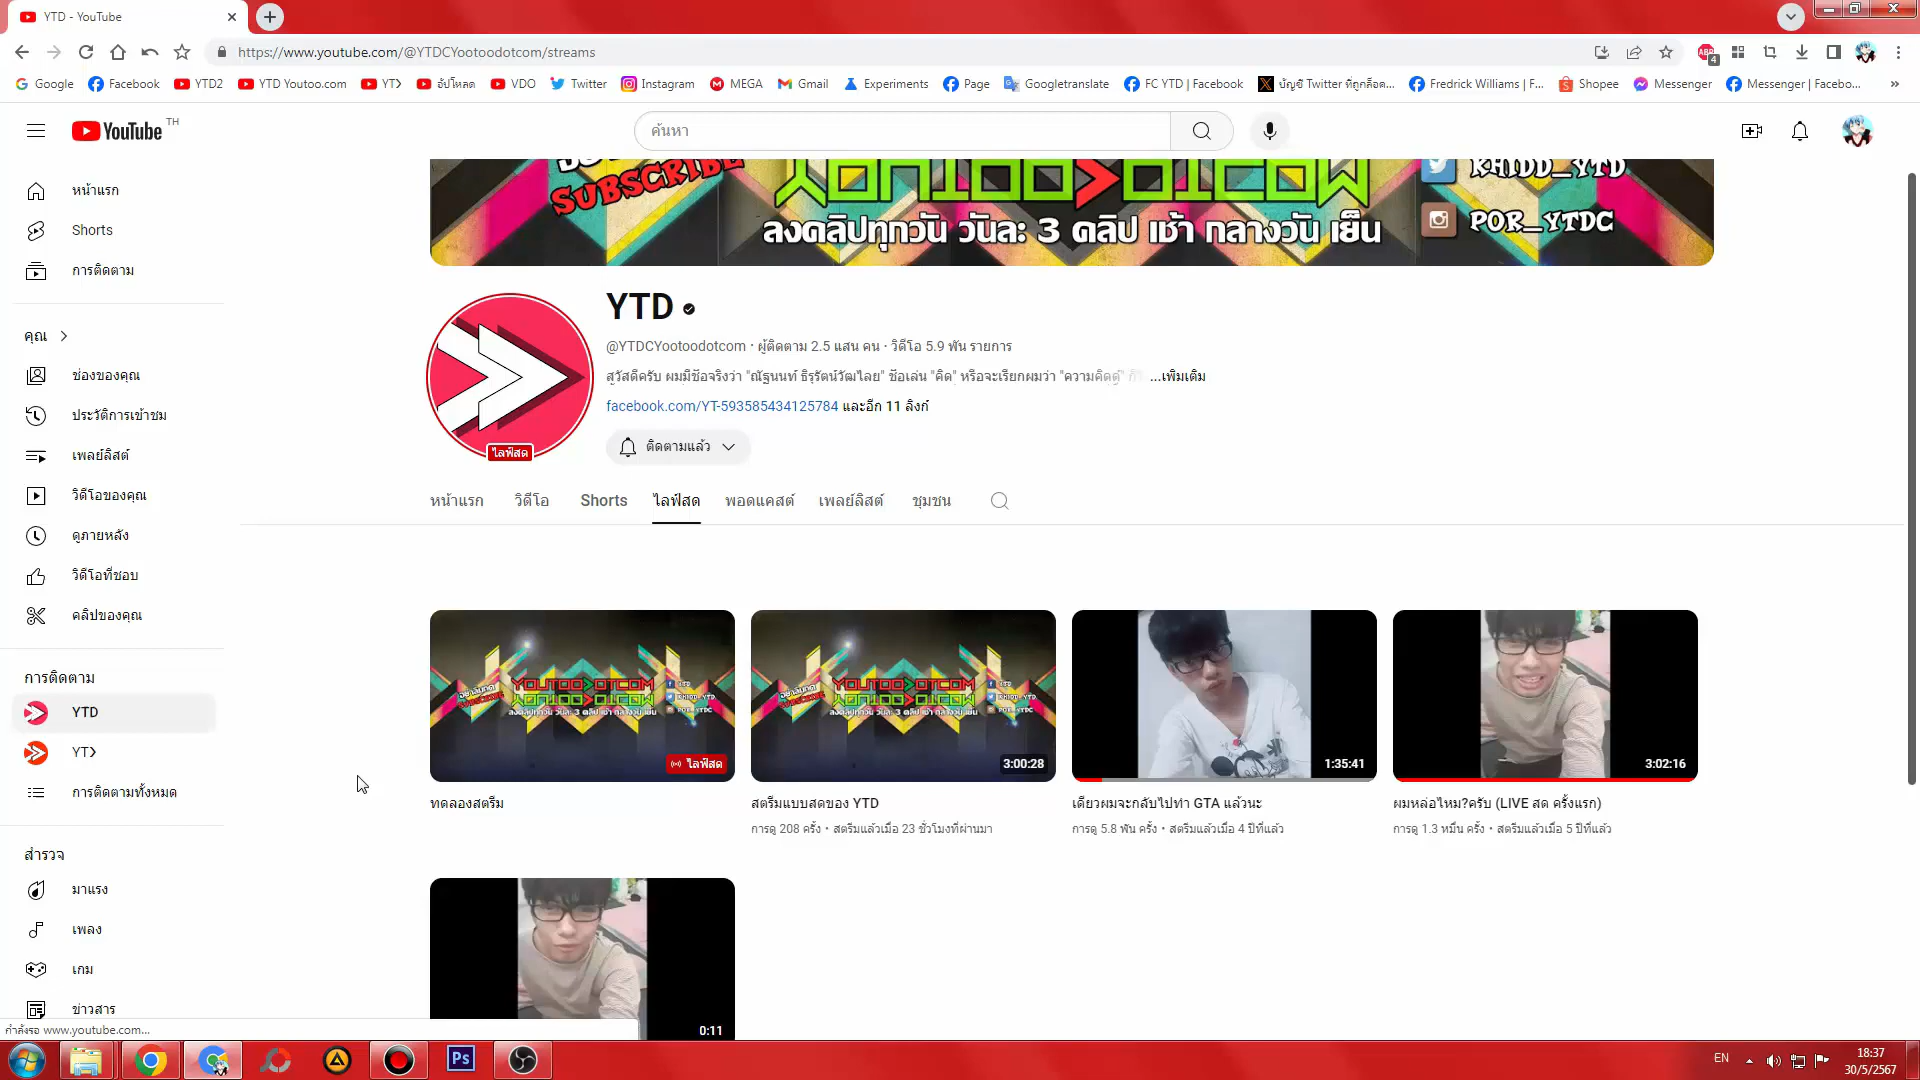 YTD - YouTube
https://www.youtube.com/@YTDCYootoodotcom/streams
4
Google
Facebook
YTD2
YTD Youtoo.com
YT>
อัปโหลด
VDO
Twitter
Instagram
MEGA
Gmail
Experiments
Page
Googletranslate
FC YTD | Facebook
บัญชี Twitter ที่ถูกล็อค...
Fredrick Williams | F...
Shopee
Messenger
Messenger | Facebo...
YouTube TH
ค้นหา
SUBSCRIBE
KHIDD_YTD
POR_YTDC
ลงคลิปทุกวัน วันละ 3 คลิป เช้า กลางวัน เย็น
หน้าแรก
Shorts
การติดตาม
คุณ
ช่องของคุณ
ประวัติการเข้าชม
เพลย์ลิสต์
วิดีโอของคุณ
ดูภายหลัง
วิดีโอที่ชอบ
คลิปของคุณ
การติดตาม
YTD
YT>
การติดตามทั้งหมด
สำรวจ
มาแรง
เพลง
เกม
ข่าวสาร
YTD
@YTDCYootoodotcom · ผู้ติดตาม 2.5 แสน คน · วิดีโอ 5.9 พัน รายการ
สวัสดีครับ ผมมีชื่อจริงว่า "ณัฐนนท์ ธิรุรัตน์วัฒไลย" ชื่อเล่น "คิด" หรือจะเรียกผมว่า "ความคิดดู๋" ...เพิ่มเติม
facebook.com/YT-593585434125784 และอีก 11 ลิงก์
ไลฟ์สด
ติดตามแล้ว
หน้าแรก
วิดีโอ
Shorts
ไลฟ์สด
พอดแคสต์
เพลย์ลิสต์
ชุมชน
ไลฟ์สด
3:00:28
1:35:41
3:02:16
ทดลองสตรีม
สตรีมแบบสดของ YTD
การดู 208 ครั้ง • สตรีมแล้วเมื่อ 23 ชั่วโมงที่ผ่านมา
เดี๋ยวผมจะกลับไปทำ GTA แล้วนะ
การดู 5.8 พัน ครั้ง • สตรีมแล้วเมื่อ 4 ปีที่แล้ว
ผมหล่อไหม?ครับ (LIVE สด ครั้งแรก)
การดู 1.3 หมื่น ครั้ง • สตรีมแล้วเมื่อ 5 ปีที่แล้ว
0:11
กำลังรอ www.youtube.com...
Ps
EN
18:37
30/5/2567